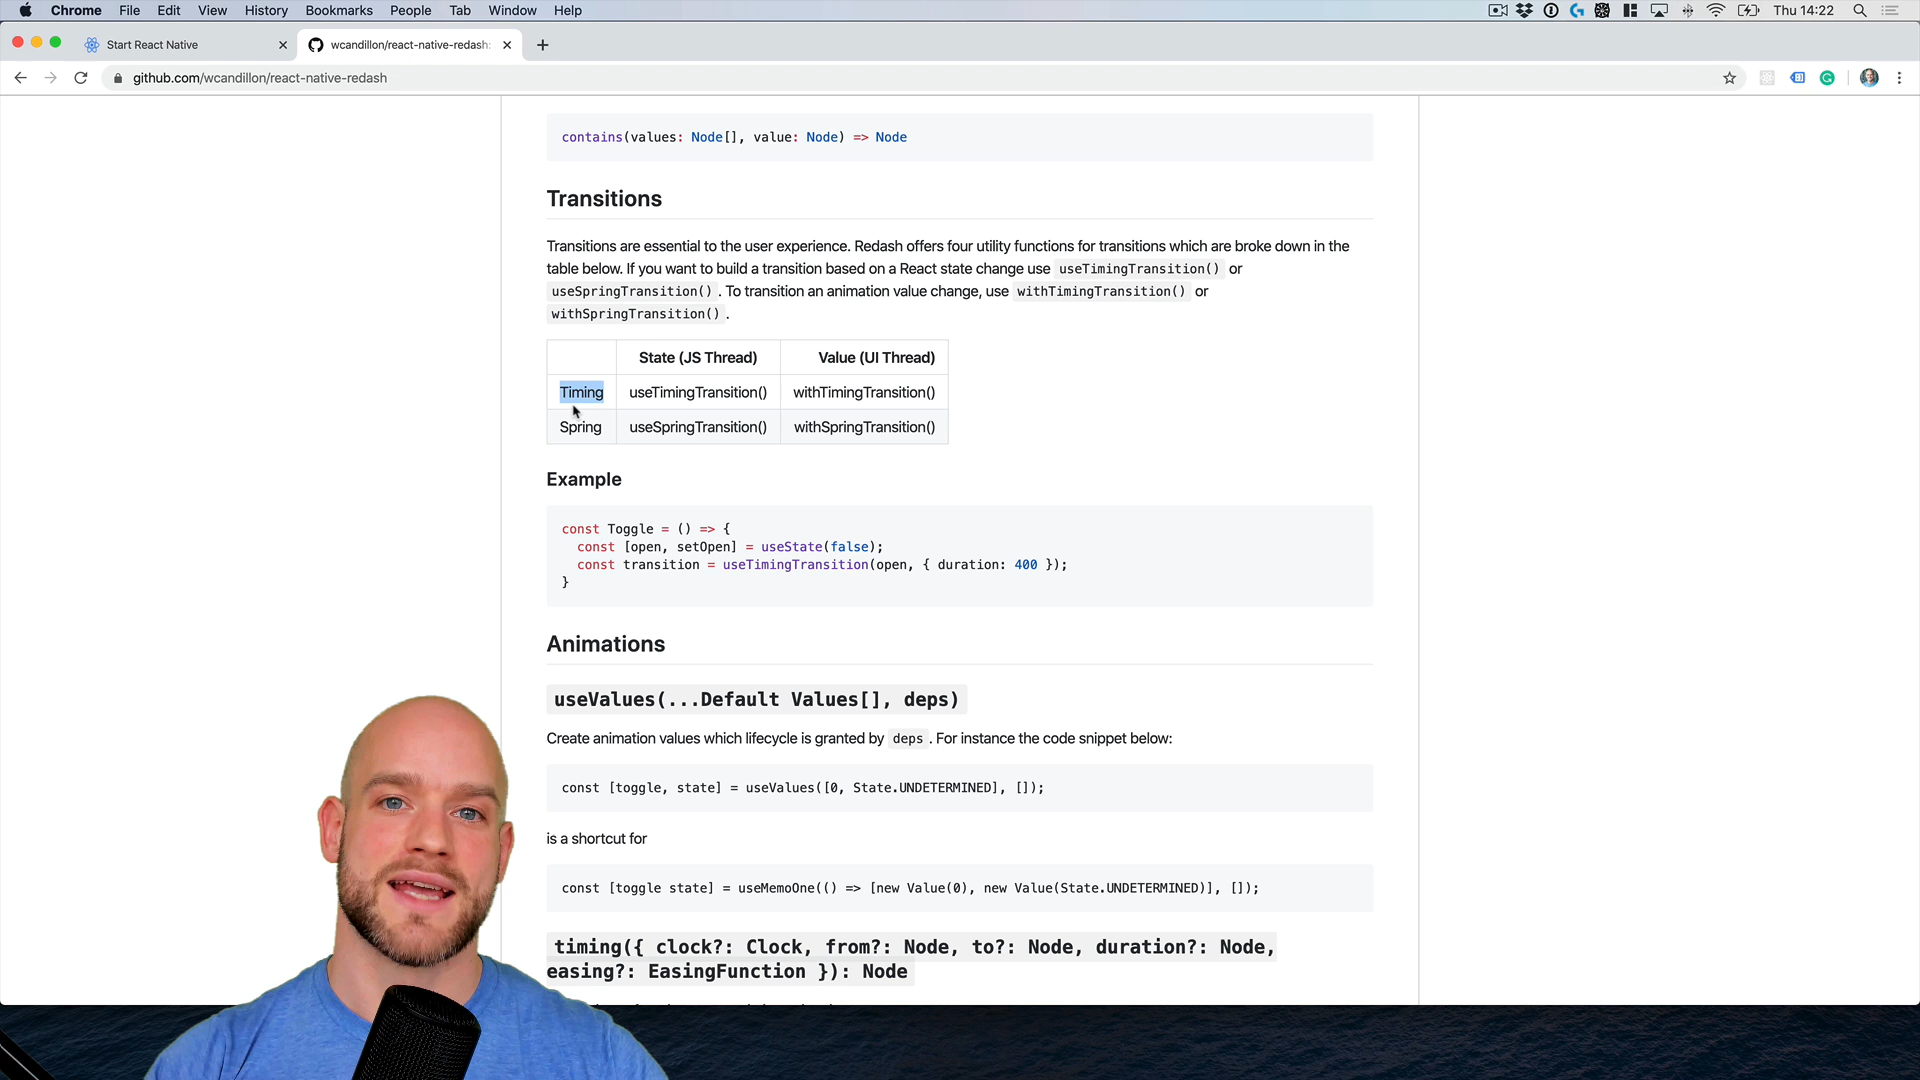 Chrome File Edit View History Bookmarks People Tab Window Help Thu 14:22
Start React Native wcandillon/react-native-redash:
github.com/wcandillon/react-native-redash
contains(values: Node[], value: Node) => Node
Transitions
Transitions are essential to the user experience. Redash offers four utility functions for transitions which are broke down in the
table below. If you want to build a transition based on a React state change use useTimingTransition() or
useSpringTransition() . To transition an animation value change, use withTimingTransition() or
withSpringTransition() .
State (JS Thread) Value (UI Thread)
Timing useTimingTransition() withTimingTransition()
Spring useSpringTransition() withSpringTransition()
Example
const Toggle = () => {
const [open, setOpen] = useState(false);
const transition = useTimingTransition(open, { duration: 400 });
}
Animations
useValues(...Default Values[], deps)
Create animation values which lifecycle is granted by deps . For instance the code snippet below:
const [toggle, state] = useValues([0, State.UNDETERMINED], []);
is a shortcut for
const [toggle state] = useMemoOne(() => [new Value(0), new Value(State.UNDETERMINED)], []);
timing({ clock?: Clock, from?: Node, to?: Node, duration?: Node,
easing?: EasingFunction }): Node